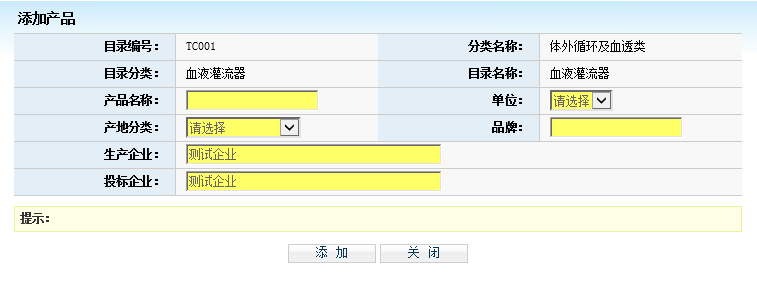 添加产品
目录编号： TC001 分类名称： 体外循环及血透类
目录分类： 血液灌流器 目录名称： 血液灌流器
产品名称： 单位： 请选择
产地分类： 请选择 品牌：
生产企业： 测试企业
投标企业： 测试企业
提示：
添 加 关 闭